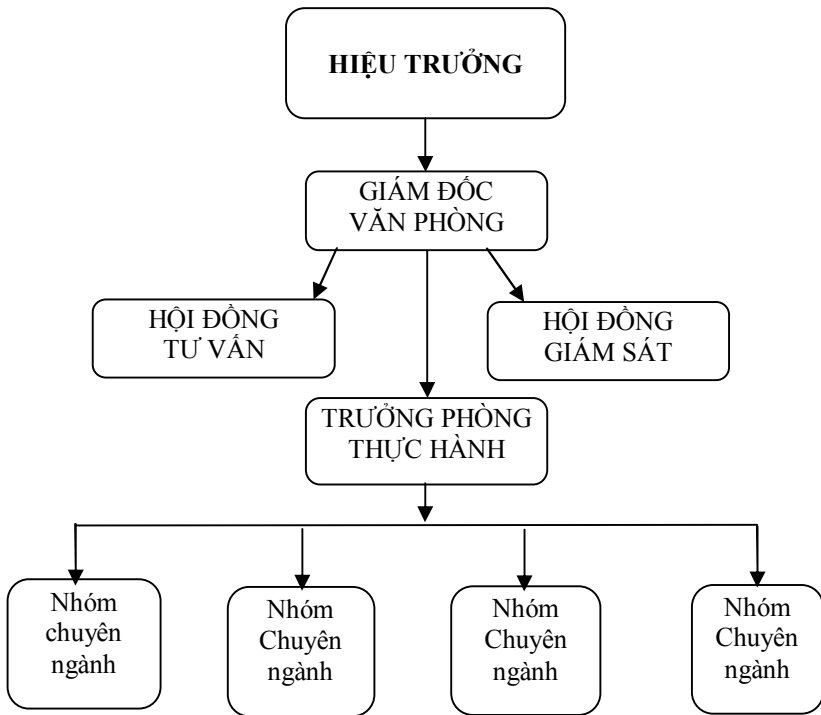 HIỆU TRƯỞNG
GIÁM ĐỐC
VĂN PHÒNG
HỘI ĐỒNG
TƯ VẤN
HỘI ĐỒNG
GIÁM SÁT
TRƯỞNG PHÒNG
THỰC HÀNH
Nhóm
chuyên
ngành
Nhóm
Chuyên
ngành
Nhóm
Chuyên
ngành
Nhóm
Chuyên
ngành